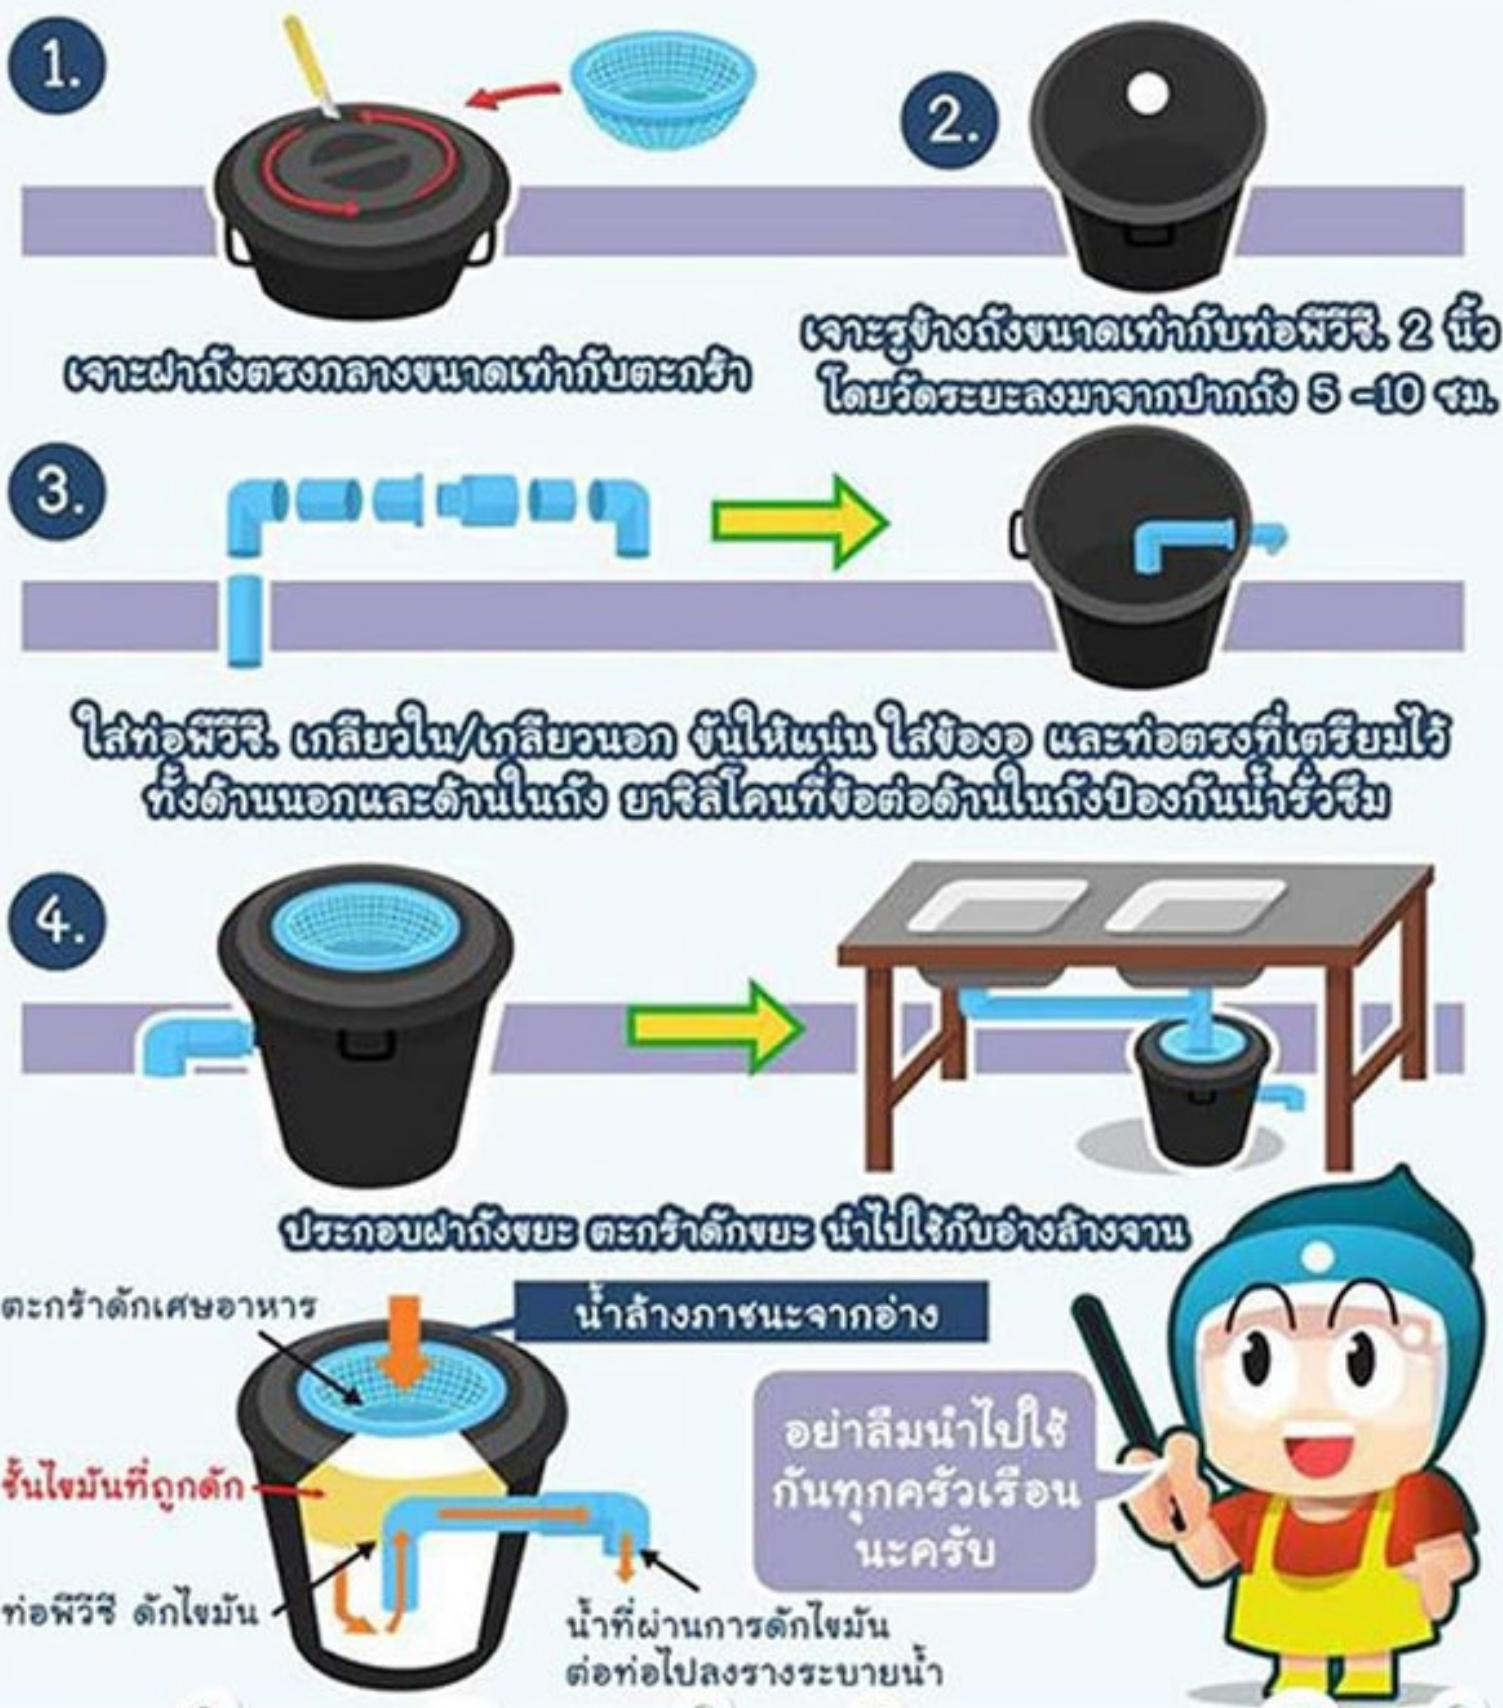 1.
2.
เจาะฝาถังตรงกลางขนาดเท่ากับตะกร้า
เจาะรูข้างถังขนาดเท่ากับท่อพีวีซี. 2 นิ้ว
โดยวัดระยะลงมาจากปากถัง 5 -10 ซม.
3.
ใส่ท่อพีวีซี. เกลียวใน/เกลียวนอก ขันให้แน่น ใส่ข้องอ และท่อตรงที่เตรียมไว้
ทั้งด้านนอกและด้านในถัง ยาซิลิโคนที่ข้อต่อด้านในถังป้องกันน้ำรั่วซึม
4.
ประกอบฝาถังขยะ ตะกร้าดักขยะ นำไปใช้กับอ่างล้างจาน
ตะกร้าดักเศษอาหาร
น้ำล้างภาชนะจากอ่าง
ชั้นไขมันที่ถูกดัก
ท่อพีวีซี ดักไขมัน
น้ำที่ผ่านการดักไขมัน
ต่อท่อไปลงรางระบายน้ำ
อย่าลืมนำไปใช้
กันทุกครัวเรือน
นะครับ